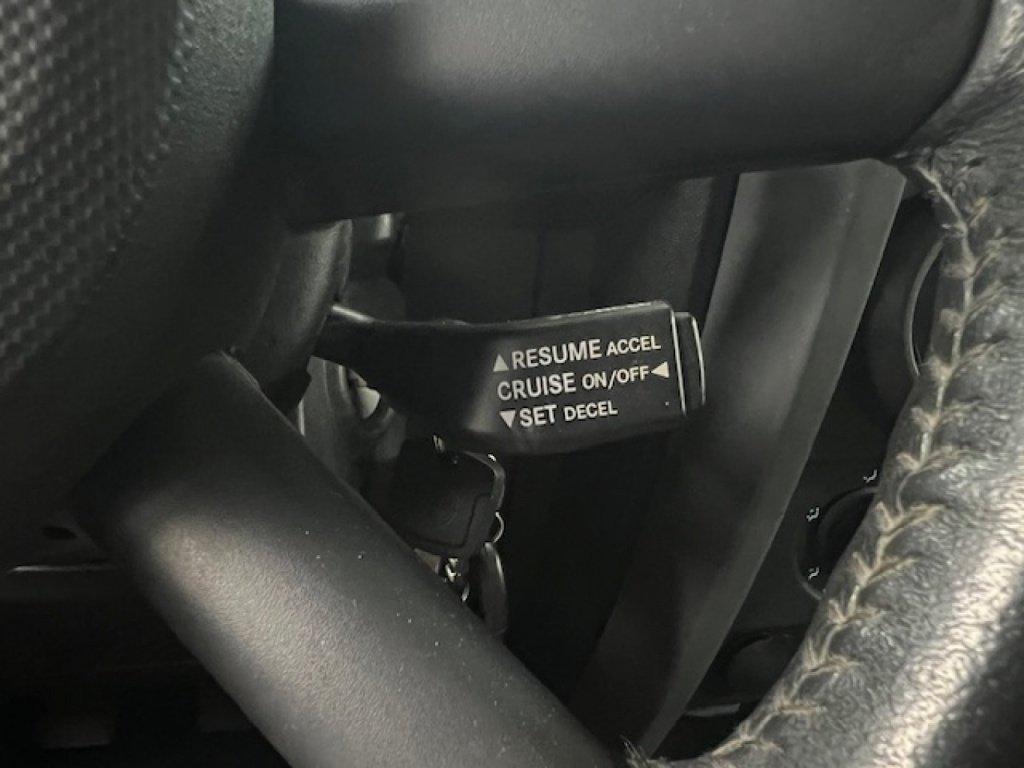 ▲RESUME ACCEL
CRUISE ON/OFF◀
▼SET DECEL